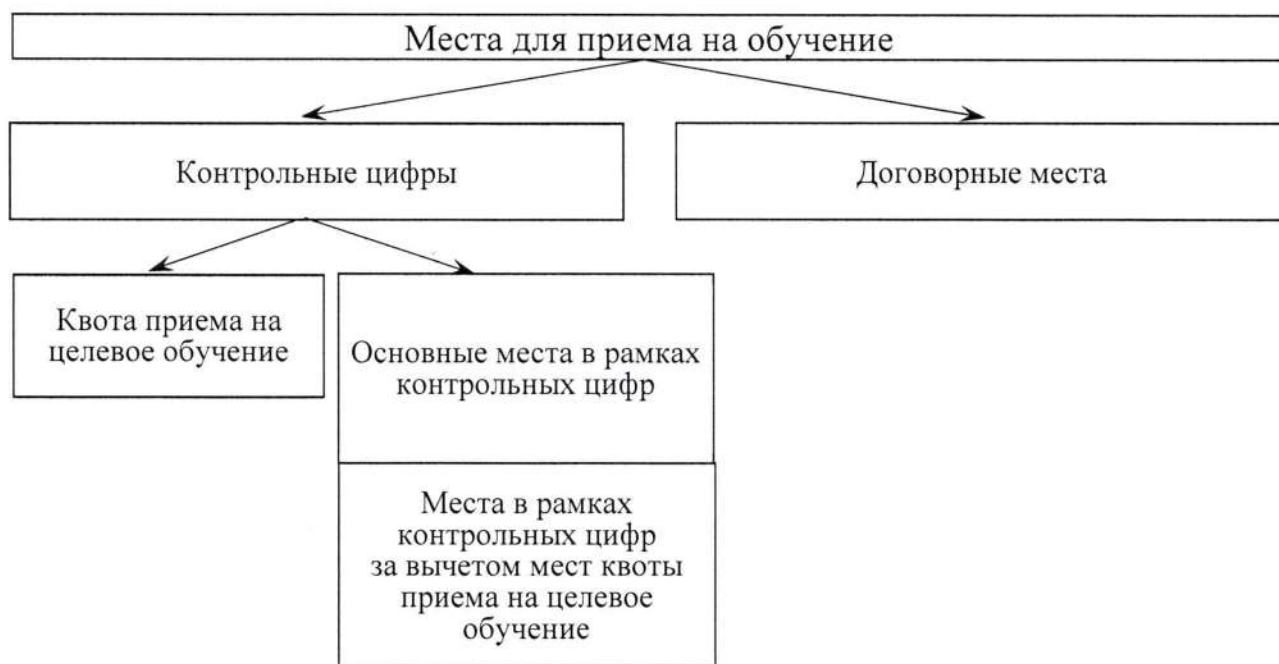 Места для приема на обучение
Контрольные цифры
Договорные места
Квота приема на
целевое обучение
Основные места в рамках
контрольных цифр
Места в рамках
контрольных цифр
за вычетом мест квоты
приема на целевое
обучение